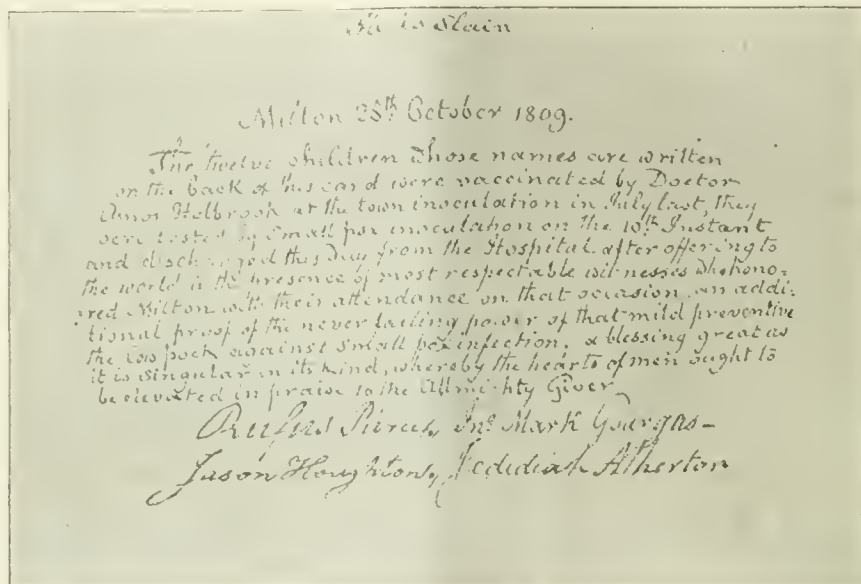 is Slain
Milton 25th October 1809.
The twelve children whose names are written
on the back of this card were vaccinated by Doctor
Amos Holbrook at the town inoculation in July last, they
were tested by small pox inoculation on the 10th Instant
and discharged this day from the Hospital after offering to
the world in the presence of most respectable witnesses who hono-
red Milton with their attendance on that occasion, an addi-
tional proof of the never failing power of that mild preventive
the cow pock against small pox infection, a blessing great as
it is singular in its kind, whereby the hearts of men ought to
be elevated in praise to the Allmighty Giver
Rufus Pierce, Jno Mark Gourgas
Jason Houghton, Jedidiah Atherton